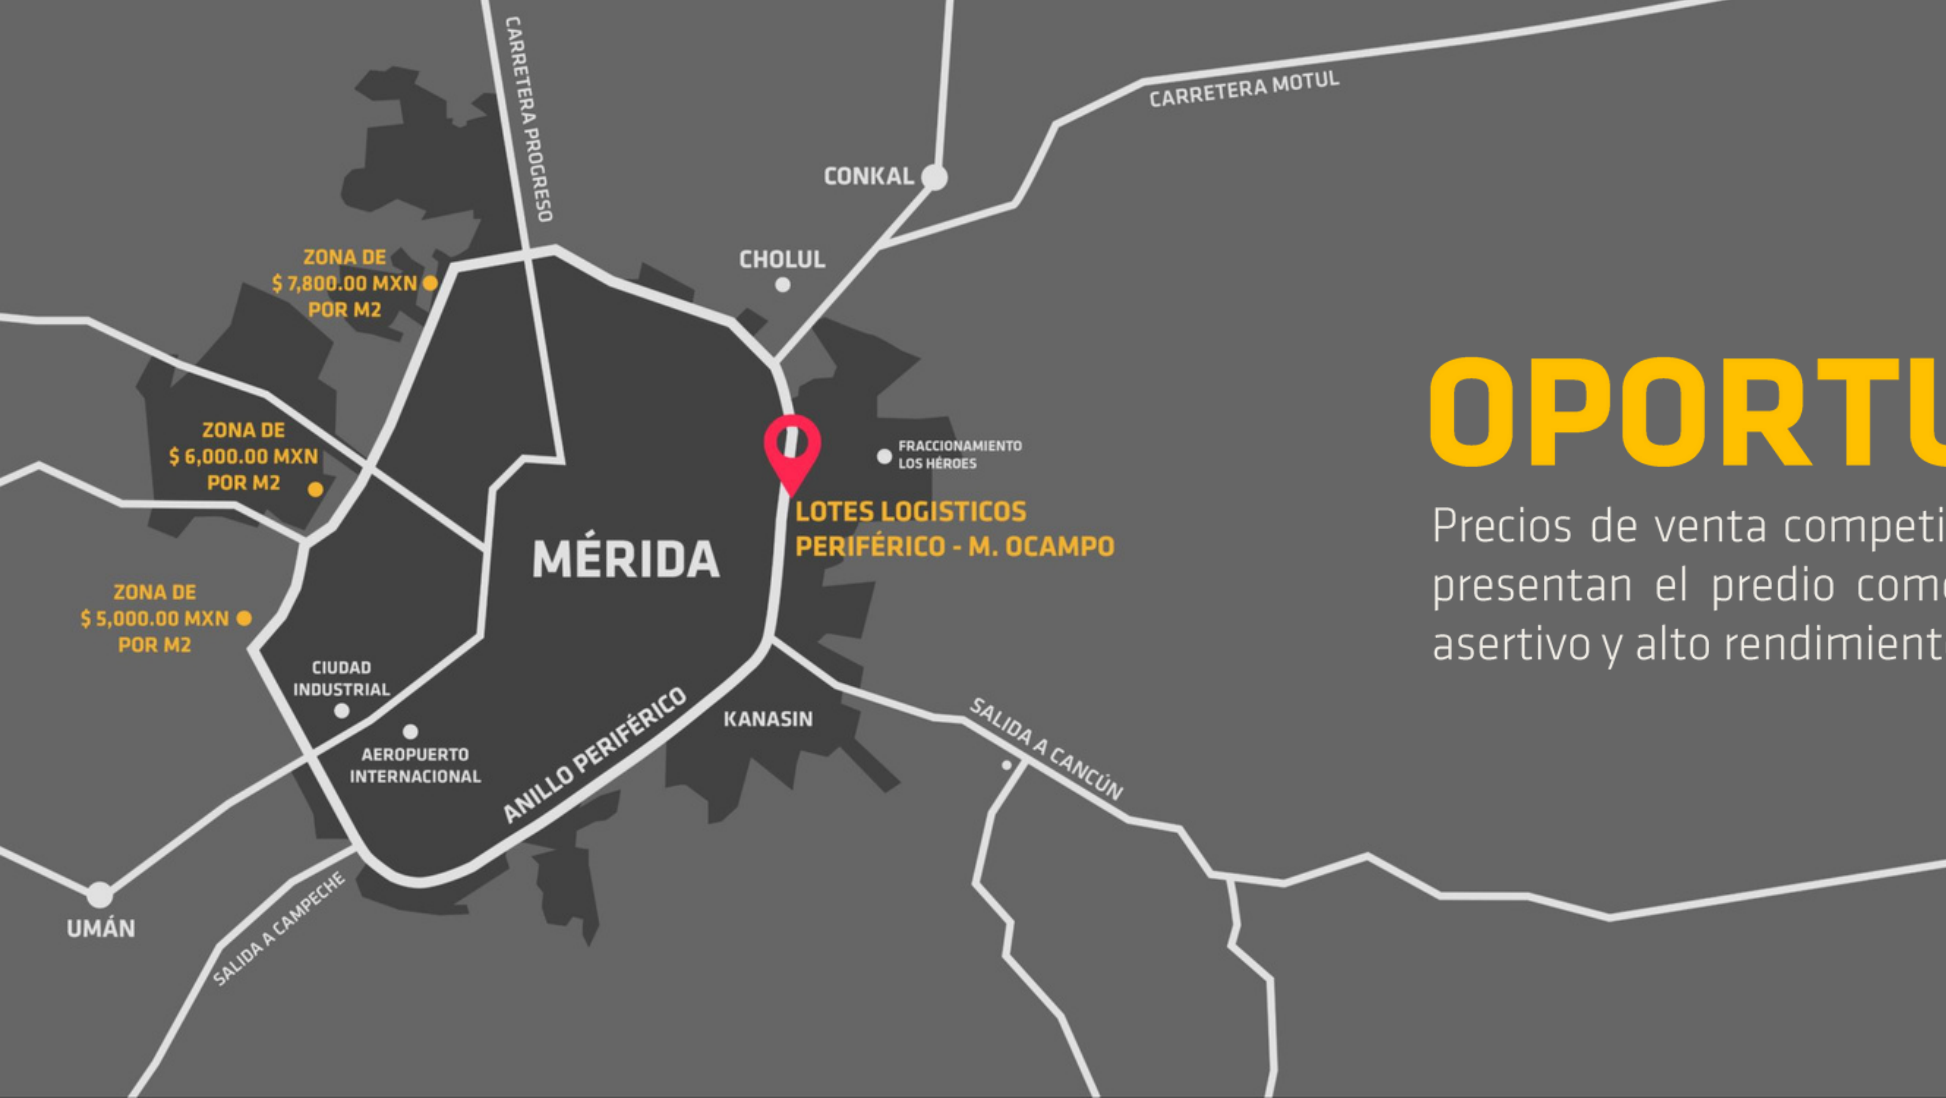 CARRETERA PROGRESO
CARRETERA MOTUL
CONKAL
CHOLUL
ZONA DE
$ 7,800.00 MXN
POR M2
ZONA DE
$ 6,000.00 MXN
POR M2
FRACCIONAMIENTO
LOS HÉROES
LOTES LOGISTICOS
PERIFÉRICO - M. OCAMPO
MÉRIDA
ZONA DE
$ 5,000.00 MXN
POR M2
CIUDAD
INDUSTRIAL
AEROPUERTO
INTERNACIONAL
ANILLO PERIFÉRICO
KANASIN
SALIDA A CANCÚN
UMÁN
SALIDA A CAMPECHE
OPORTU
Precios de venta competi
presentan el predio com
asertivo y alto rendimient